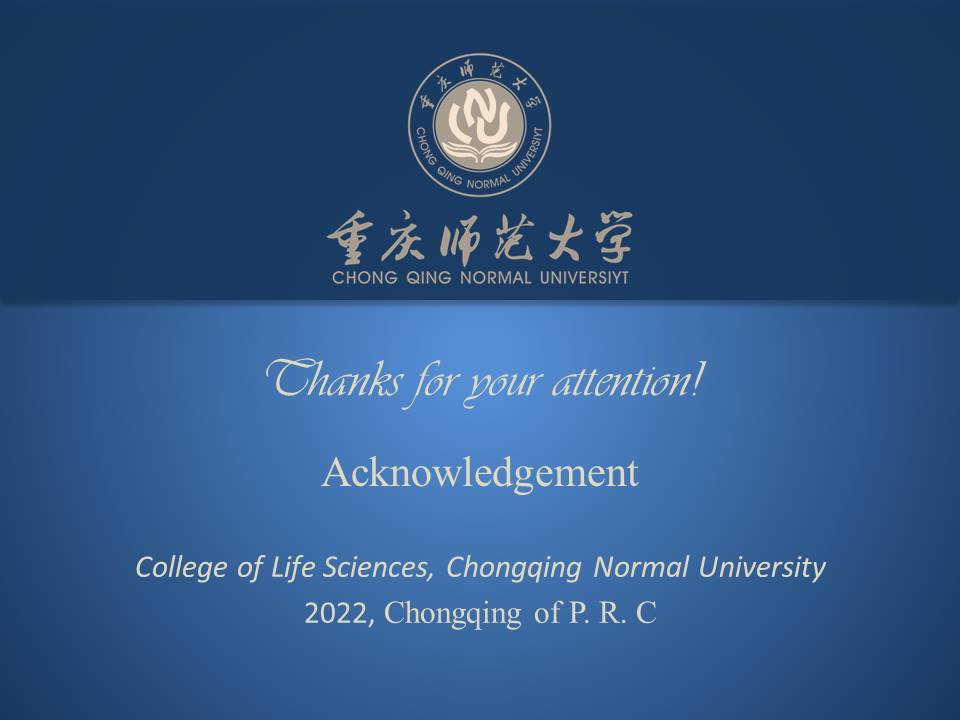 重庆师范大学
CHONG QING NORMAL UNIVERSIYT
重庆师范大学
CHONG QING NORMAL UNIVERSIYT
Thanks for your attention!
Acknowledgement
College of Life Sciences, Chongqing Normal University
2022, Chongqing of P. R. C